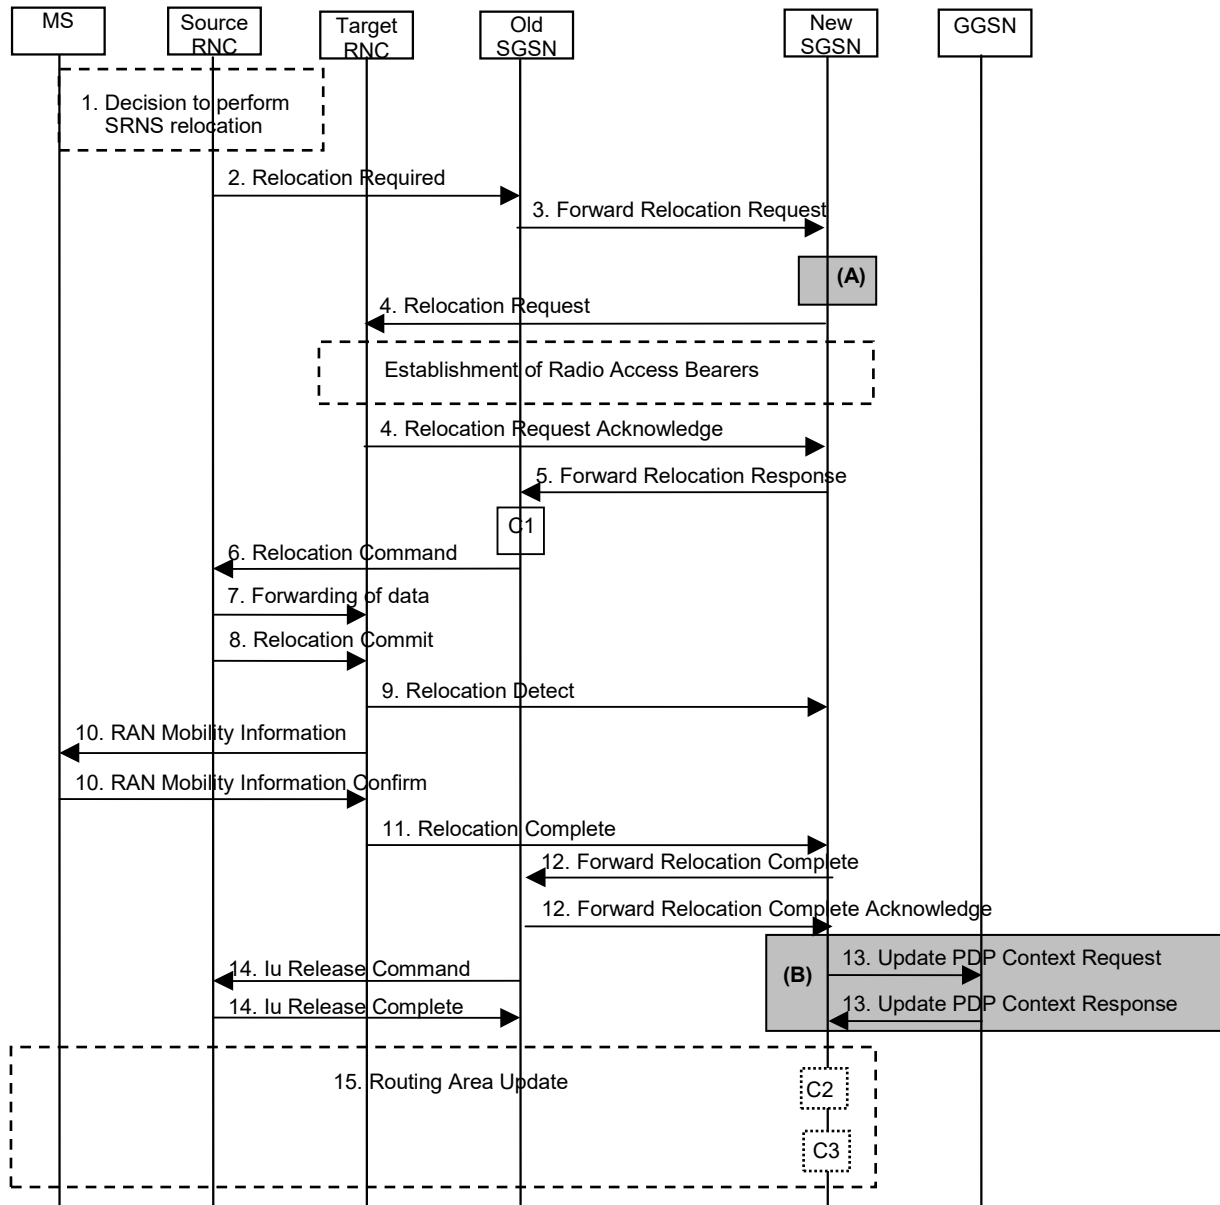 MS
Source
RNC
Target
RNC
Old
SGSN
New
SGSN
GGSN
1. Decision to perform
SRNS relocation
2. Relocation Required
3. Forward Relocation Request
(A)
4. Relocation Request
Establishment of Radio Access Bearers
4. Relocation Request Acknowledge
5. Forward Relocation Response
C1
6. Relocation Command
7. Forwarding of data
8. Relocation Commit
9. Relocation Detect
10. RAN Mobility Information
10. RAN Mobility Information Confirm
11. Relocation Complete
12. Forward Relocation Complete
12. Forward Relocation Complete Acknowledge
(B)
13. Update PDP Context Request
14. Iu Release Command
13. Update PDP Context Response
14. Iu Release Complete
15. Routing Area Update
C2
C3